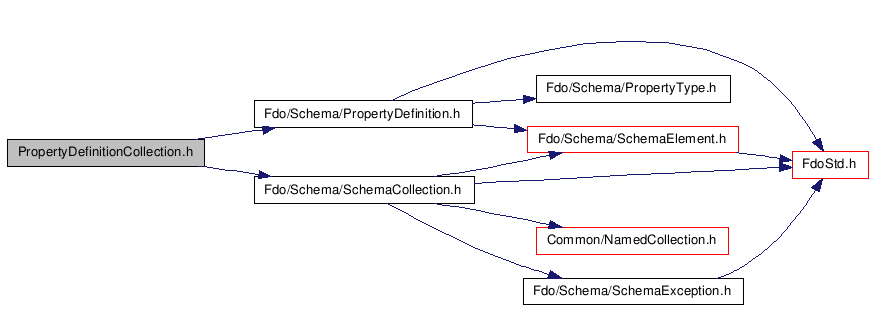 PropertyDefinitionCollection.h
Fdo/Schema/PropertyDefinition.h
Fdo/Schema/SchemaCollection.h
Fdo/Schema/PropertyType.h
Fdo/Schema/SchemaElement.h
Common/NamedCollection.h
Fdo/Schema/SchemaException.h
FdoStd.h